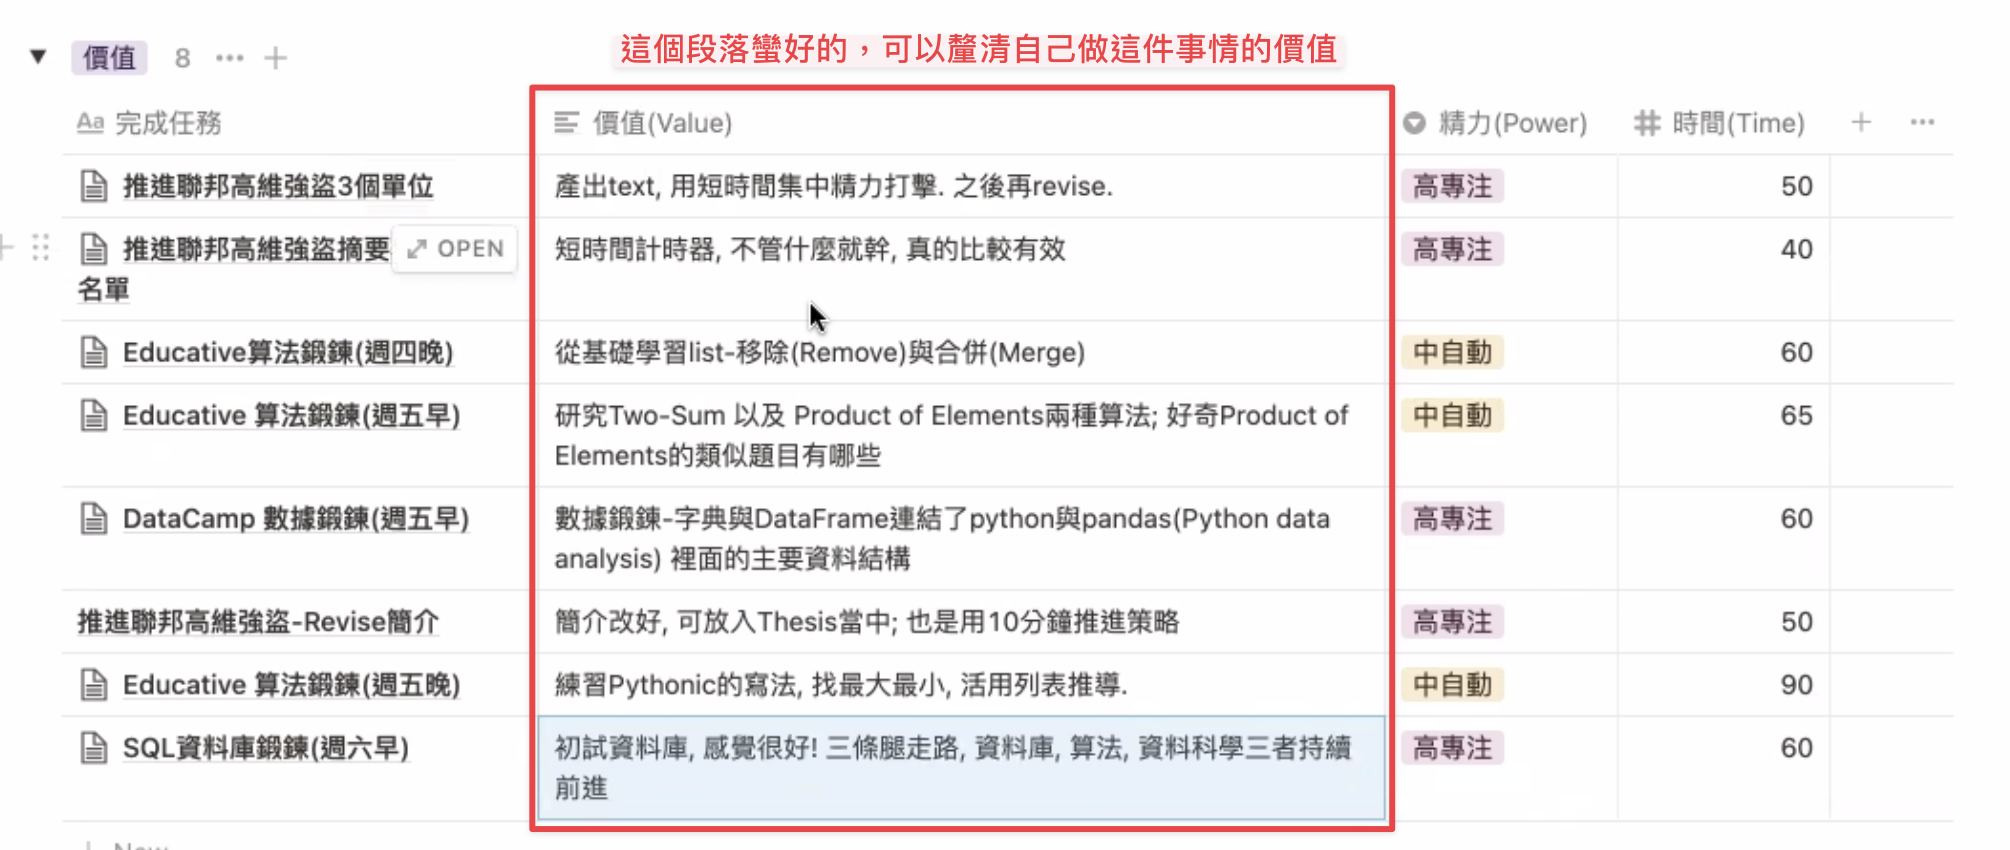 這個段落蠻好的，可以釐清自己做這件事情的價值
價值 8
Aa 完成任務 價值(Value) 精力(Power) 時間(Time)
推進聯邦高維強盜3個單位 產出text, 用短時間集中精力打擊. 之後再revise. 高專注 50
推進聯邦高維強盜摘要 OPEN 短時間計時器, 不管什麼就幹, 真的比較有效 高專注 40
名單
Educative算法鍛鍊(週四晚) 從基礎學習list-移除(Remove)與合併(Merge) 中自動 60
Educative 算法鍛鍊(週五早) 研究Two-Sum 以及 Product of Elements兩種算法; 好奇Product of 中自動 65
Elements的類似題目有哪些
DataCamp 數據鍛鍊(週五早) 數據鍛鍊-字典與DataFrame連結了python與pandas(Python data 高專注 60
analysis) 裡面的主要資料結構
推進聯邦高維強盜-Revise簡介 簡介改好, 可放入Thesis當中; 也是用10分鐘推進策略 高專注 50
Educative 算法鍛鍊(週五晚) 練習Pythonic的寫法, 找最大最小, 活用列表推導. 中自動 90
SQL資料庫鍛鍊(週六早) 初試資料庫, 感覺很好! 三條腿走路, 資料庫, 算法, 資料科學三者持續 高專注 60
前進
New